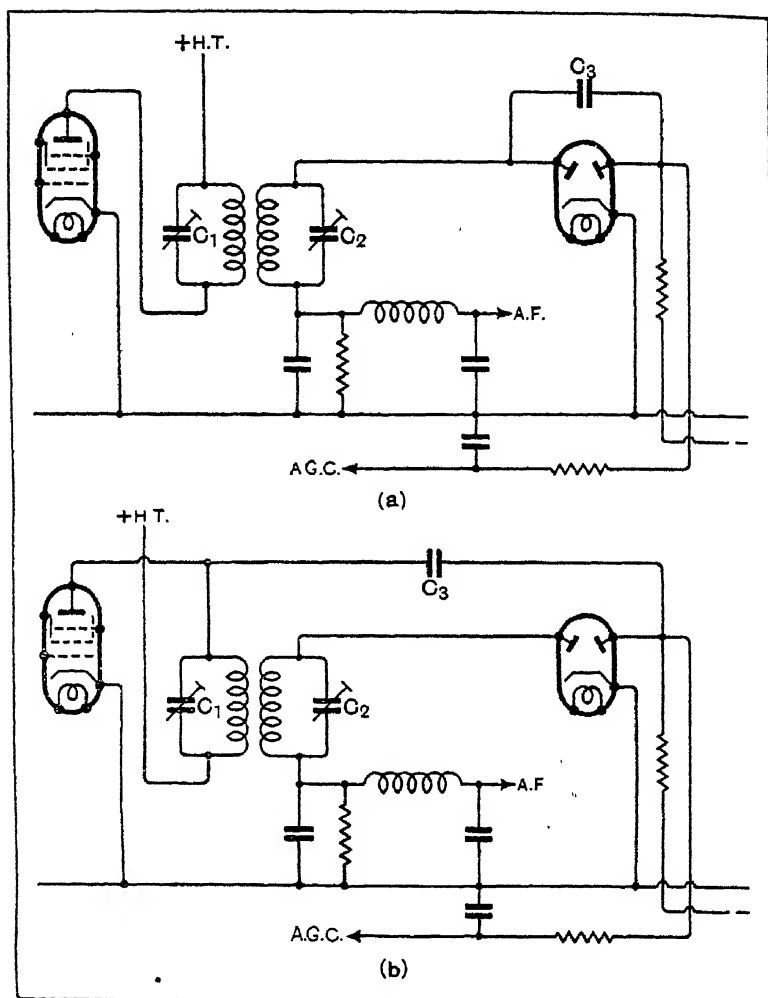 +H.T.
C3
C1
C2
A.F.
A G.C.
(a)
+H T.
C3
C1
C2
A.F
A.G.C.
(b)